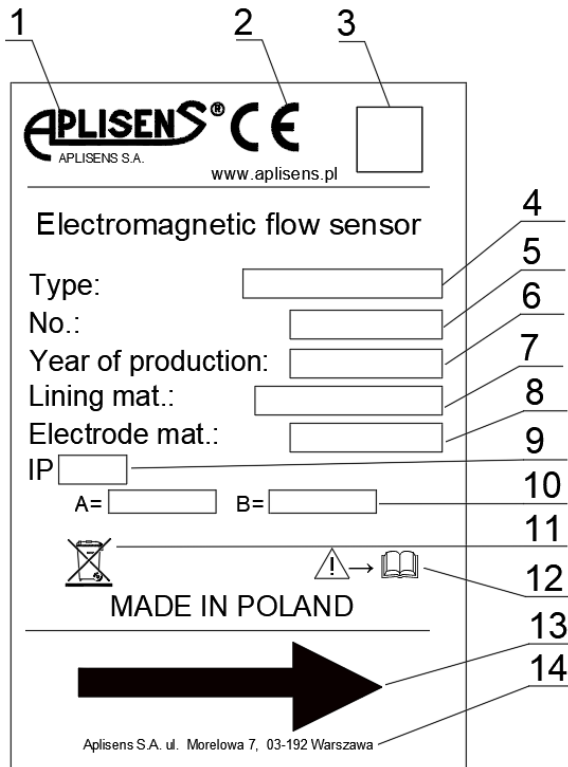 1 2 3
APLISENS® CE
APLISENS S.A.
www.aplisens.pl
Electromagnetic flow sensor
4
Type:
5
No.:
6
Year of production:
7
Lining mat.:
8
Electrode mat.:
9
IP
10
A= B=
11
12
MADE IN POLAND
13
14
Aplisens S.A. ul. Morelowa 7, 03-192 Warszawa